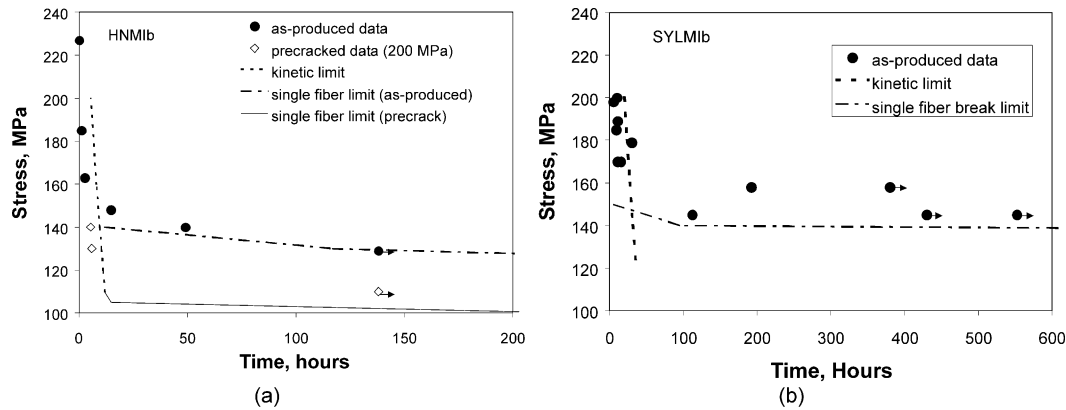 240
220
200
180
160
140
120
100
Stress, MPa
HNMIb
as-produced data
precracked data (200 MPa)
kinetic limit
single fiber limit (as-produced)
single fiber limit (precrack)
0
50
100
150
200
Time, hours
(a)
240
220
200
180
160
140
120
100
Stress, MPa
SYLMIb
as-produced data
kinetic limit
single fiber break limit
0
100
200
300
400
500
600
Time, Hours
(b)